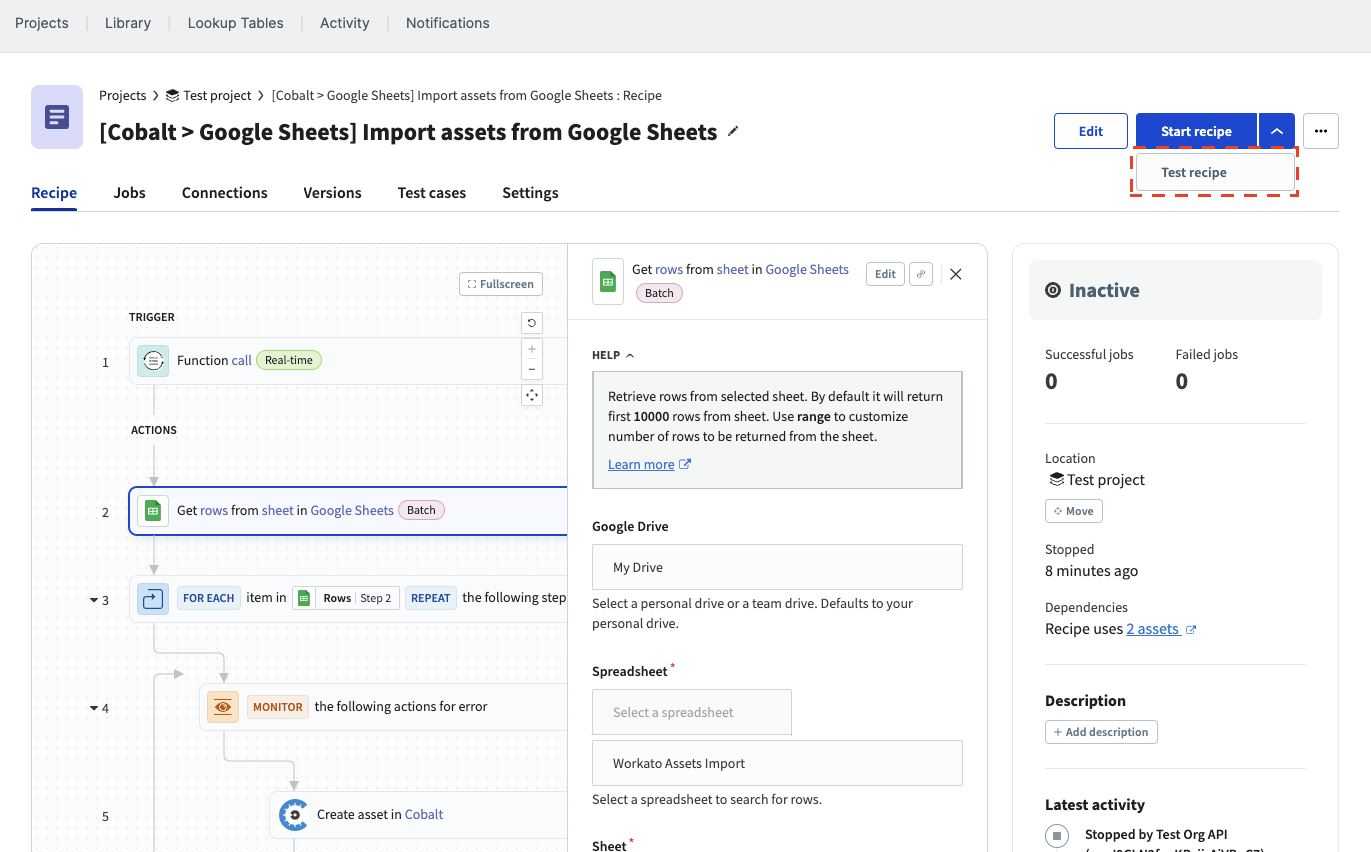 Projects
Library
Lookup Tables
Activity
Notifications
Projects > Test project > [Cobalt > Google Sheets] Import assets from Google Sheets : Recipe
[Cobalt > Google Sheets] Import assets from Google Sheets
Edit
Start recipe
Test recipe
Recipe
Jobs
Connections
Versions
Test cases
Settings
Fullscreen
TRIGGER
1
Function call Real-time
ACTIONS
2
Get rows from sheet in Google Sheets Batch
3
FOR EACH item in Rows Step 2 REPEAT the following step
4
MONITOR the following actions for error
5
Create asset in Cobalt
Get rows from sheet in Google Sheets
Batch
Edit
HELP
Retrieve rows from selected sheet. By default it will return
first 10000 rows from sheet. Use range to customize
number of rows to be returned from the sheet.
Learn more
Google Drive
My Drive
Select a personal drive or a team drive. Defaults to your
personal drive.
Spreadsheet *
Select a spreadsheet
Workato Assets Import
Select a spreadsheet to search for rows.
Sheet *
Inactive
Successful jobs
0
Failed jobs
0
Location
Test project
Move
Stopped
8 minutes ago
Dependencies
Recipe uses 2 assets
Description
+ Add description
Latest activity
Stopped by Test Org API